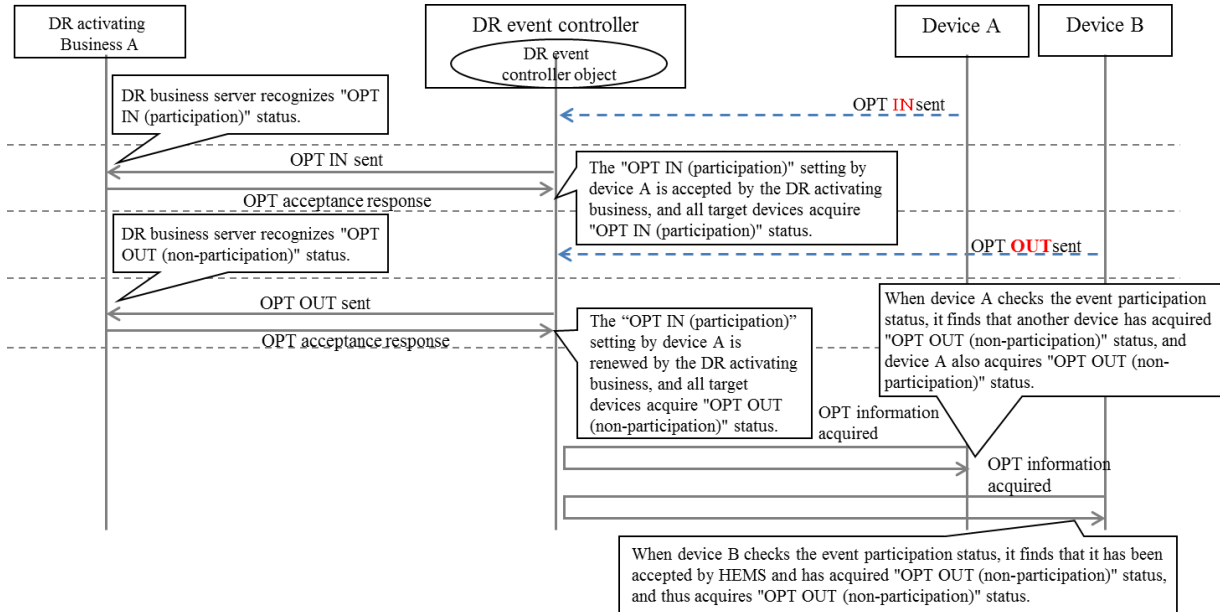 DR activating
Business A
DR event controller
DR event
controller object
Device A
Device B
DR business server recognizes "OPT
IN (participation)" status.
OPT IN sent
OPT IN sent
OPT acceptance response
The "OPT IN (participation)" setting by
device A is accepted by the DR activating
business, and all target devices acquire
"OPT IN (participation)" status.
DR business server recognizes "OPT
OUT (non-participation)" status.
OPT OUT sent
OPT OUT sent
OPT acceptance response
The “OPT IN (participation)”
setting by device A is
renewed by the DR activating
business, and all target
devices acquire "OPT OUT
(non-participation)" status.
When device A checks the event participation
status, it finds that another device has acquired
"OPT OUT (non-participation)" status, and
device A also acquires "OPT OUT (non-
participation)" status.
OPT information
acquired
OPT information
acquired
When device B checks the event participation status, it finds that it has been
accepted by HEMS and has acquired "OPT OUT (non-participation)" status,
and thus acquires "OPT OUT (non-participation)" status.